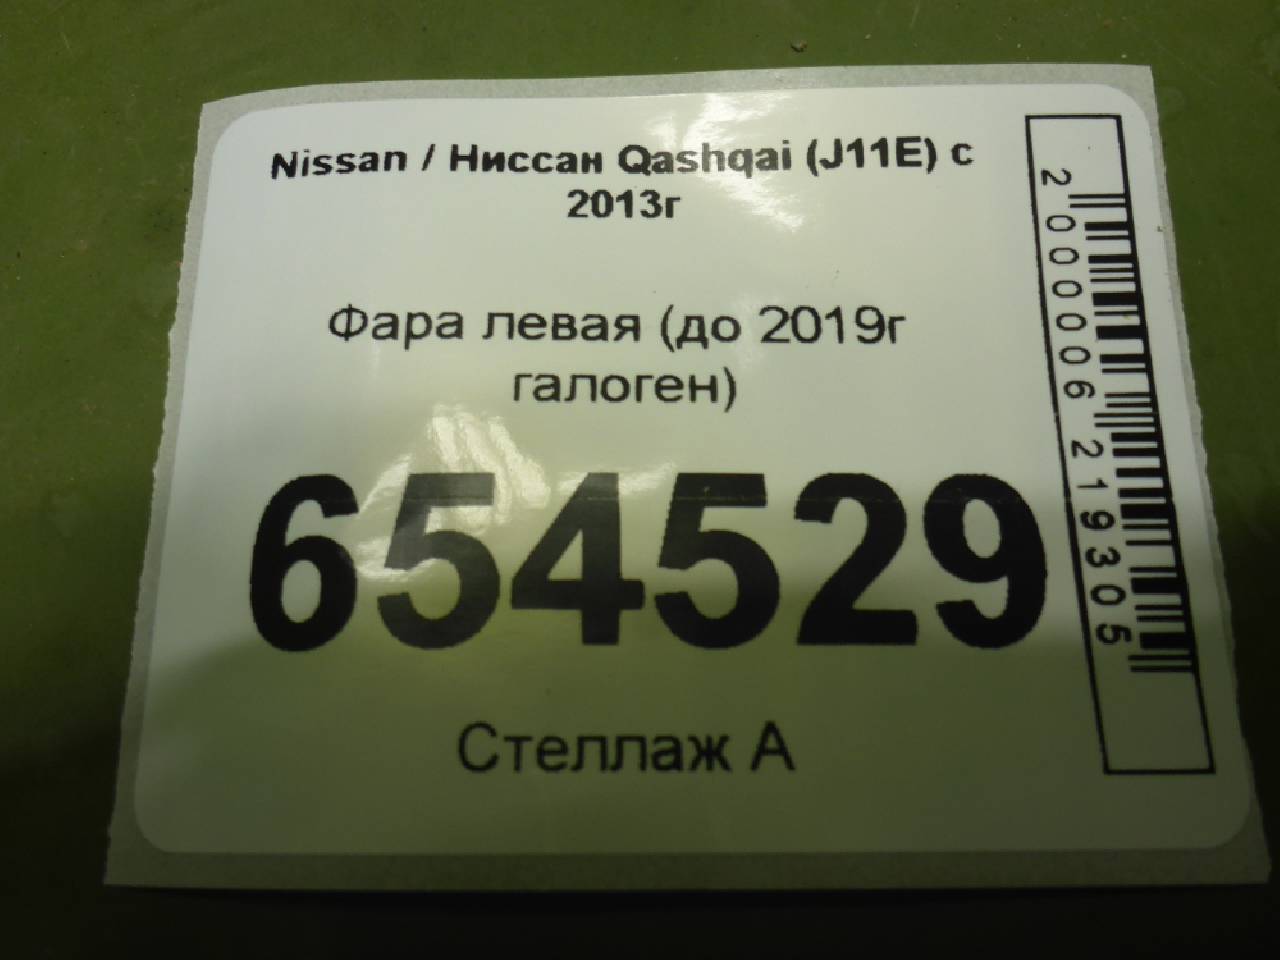 Nissan / Ниссан Qashqai (J11E) с
2013г
Фара левая (до 2019г
галоген)
654529
Стеллаж А
2000006219305